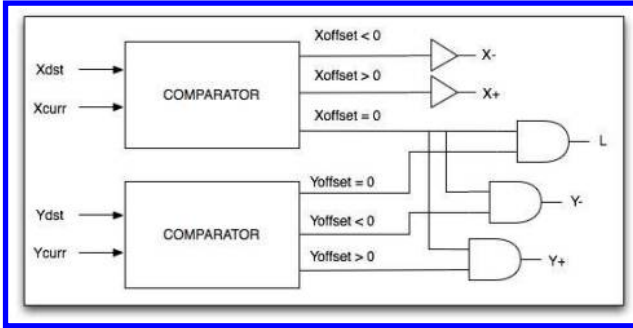 Xoffset < 0
X-
Xdst
Xoffset > 0
X+
COMPARATOR
Xcurr
Xoffset = 0
L
Yoffset = 0
Y-
Ydst
Yoffset < 0
COMPARATOR
Ycurr
Yoffset > 0
Y+